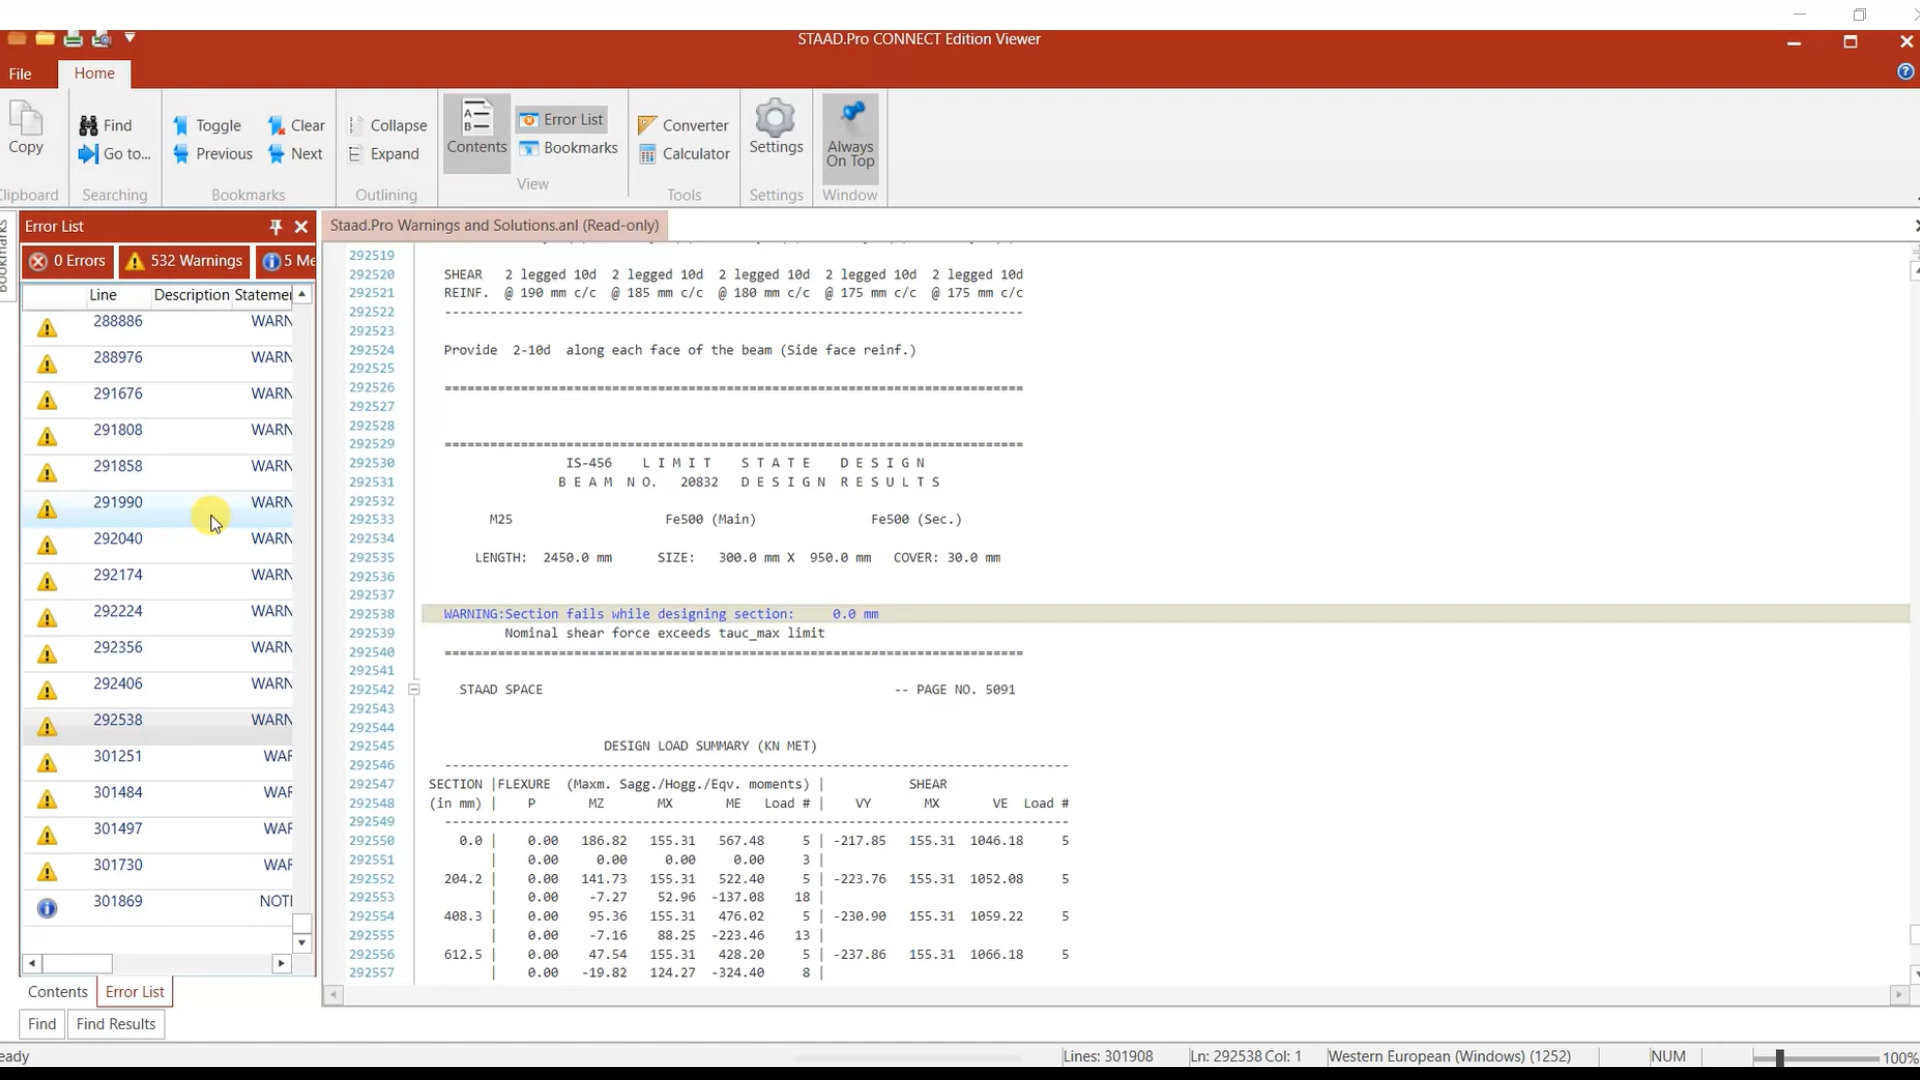 STAAD.Pro CONNECT Edition Viewer
File Home
Copy
Find
Go to...
Toggle
Previous
Clear
Next
Collapse
Expand
Contents
Error List
Bookmarks
Converter
Calculator
Settings
Always
On Top
lipboard Searching Bookmarks Outlining View Tools Settings Window
Error List
0 Errors 532 Warnings 5 Me
Line Description Stateme
288886 WARN
288976 WARN
291676 WARN
291808 WARN
291858 WARN
291990 WARN
292040 WARN
292174 WARN
292224 WARN
292356 WARN
292406 WARN
292538 WARN
301251 WAR
301484 WAR
301497 WAR
301730 WAR
301869 NOT
Contents Error List
Find Find Results
Staad.Pro Warnings and Solutions.anl (Read-only)
292519
292520 SHEAR 2 legged 10d 2 legged 10d 2 legged 10d 2 legged 10d 2 legged 10d
292521 REINF. @ 190 mm c/c @ 185 mm c/c @ 180 mm c/c @ 175 mm c/c @ 175 mm c/c
292522 ----------------------------------------------------------------------------
292523
292524 Provide 2-10d along each face of the beam (Side face reinf.)
292525
292526 ============================================================================
292527
292528
292529 ============================================================================
292530 IS-456 L I M I T S T A T E D E S I G N
292531 B E A M N O. 20832 D E S I G N R E S U L T S
292532
292533 M25 Fe500 (Main) Fe500 (Sec.)
292534
292535 LENGTH: 2450.0 mm SIZE: 300.0 mm X 950.0 mm COVER: 30.0 mm
292536
292537
292538 WARNING:Section fails while designing section: 0.0 mm
292539 Nominal shear force exceeds tauc_max limit
292540 ============================================================================
292541
292542 STAAD SPACE -- PAGE NO. 5091
292543
292544
292545 DESIGN LOAD SUMMARY (KN MET)
292546 ----------------------------------------------------------------------------------
292547 SECTION |FLEXURE (Maxm. Sagg./Hogg./Eqv. moments) | SHEAR
292548 (in mm) | P MZ MX ME Load # | VY MX VE Load #
292549 ----------------------------------------------------------------------------------
292550 0.0 | 0.00 186.82 155.31 567.48 5 | -217.85 155.31 1046.18 5
292551 | 0.00 0.00 0.00 0.00 3 |
292552 204.2 | 0.00 141.73 155.31 522.40 5 | -223.76 155.31 1052.08 5
292553 | 0.00 -7.27 52.96 -137.08 18 |
292554 408.3 | 0.00 95.36 155.31 476.02 5 | -230.90 155.31 1059.22 5
292555 | 0.00 -7.16 88.25 -223.46 13 |
292556 612.5 | 0.00 47.54 155.31 428.20 5 | -237.86 155.31 1066.18 5
292557 | 0.00 -19.82 124.27 -324.40 8 |
eady Lines: 301908 Ln: 292538 Col: 1 Western European (Windows) (1252) NUM 100%